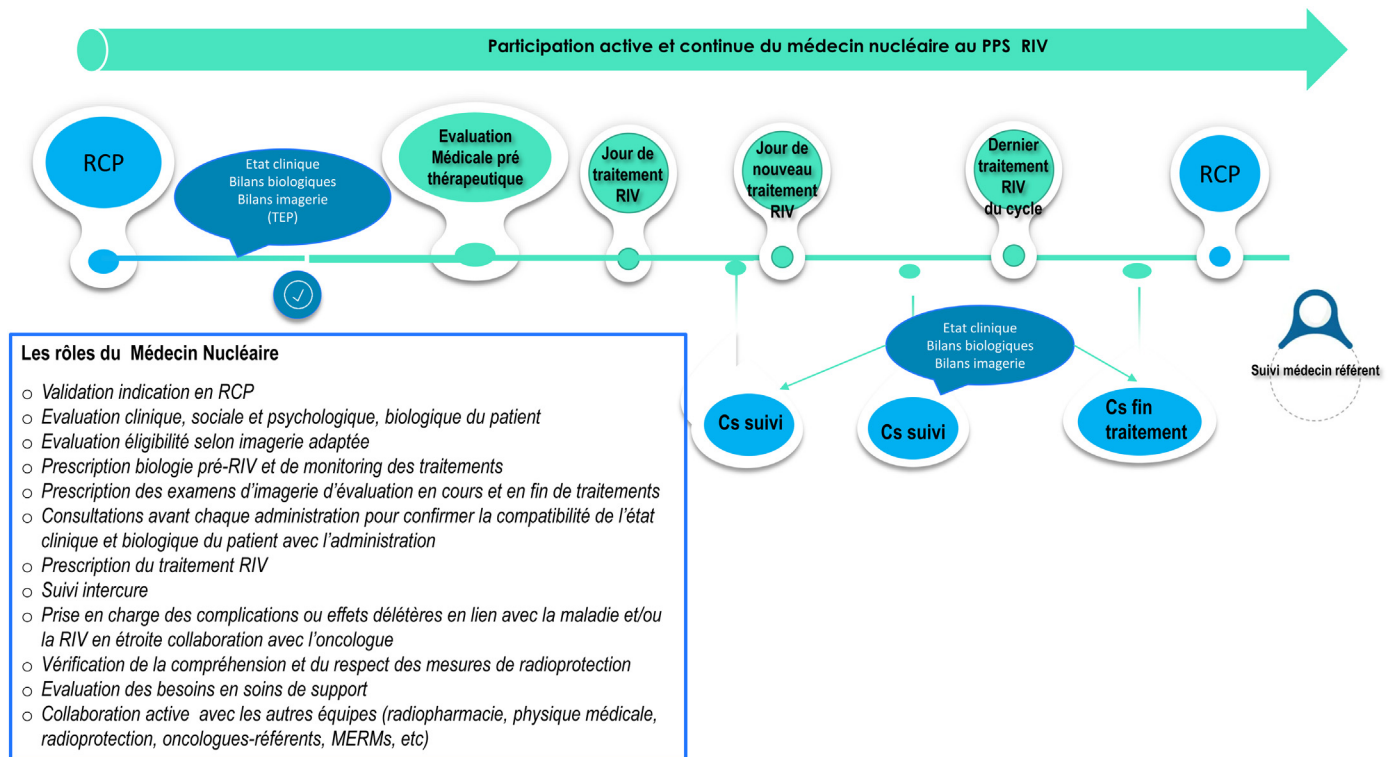 Participation active et continue du médecin nucléaire au PPS  RIV
RCP
Etat clinique
Bilans biologiques
Bilans imagerie
(TEP)
Evaluation
Médicale pré
thérapeutique
Jour de
traitement
RIV
Jour de
nouveau
traitement
RIV
Dernier
traitement
RIV
du cycle
RCP
Etat clinique
Bilans biologiques
Bilans imagerie
Cs suivi
Cs suivi
Cs fin
traitement
Suivi médecin référent
Les rôles du  Médecin Nucléaire
o Validation indication en RCP
o Evaluation clinique, sociale et psychologique, biologique du patient
o Evaluation éligibilité selon imagerie adaptée
o Prescription biologie pré-RIV et de monitoring des traitements
o Prescription des examens d’imagerie d’évaluation en cours et en fin de traitements
o Consultations avant chaque administration pour confirmer la compatibilité de l’état
clinique et biologique du patient avec l’administration
o Prescription du traitement RIV
o Suivi intercure
o Prise en charge des complications ou effets délétères en lien avec la maladie et/ou
la RIV en étroite collaboration avec l’oncologue
o Vérification de la compréhension et du respect des mesures de radioprotection
o Evaluation des besoins en soins de support
o Collaboration active  avec les autres équipes (radiopharmacie, physique médicale,
radioprotection, oncologues-référents, MERMs, etc)